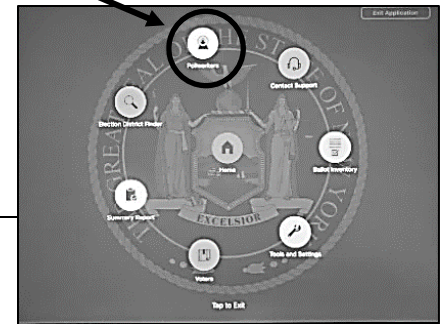 Exit Application
Pollworkers
Contact Support
Election District Finder
Home
Ballot Inventory
Summary Report
EXCELSIOR
Tools and Settings
Voters
Tap to Exit